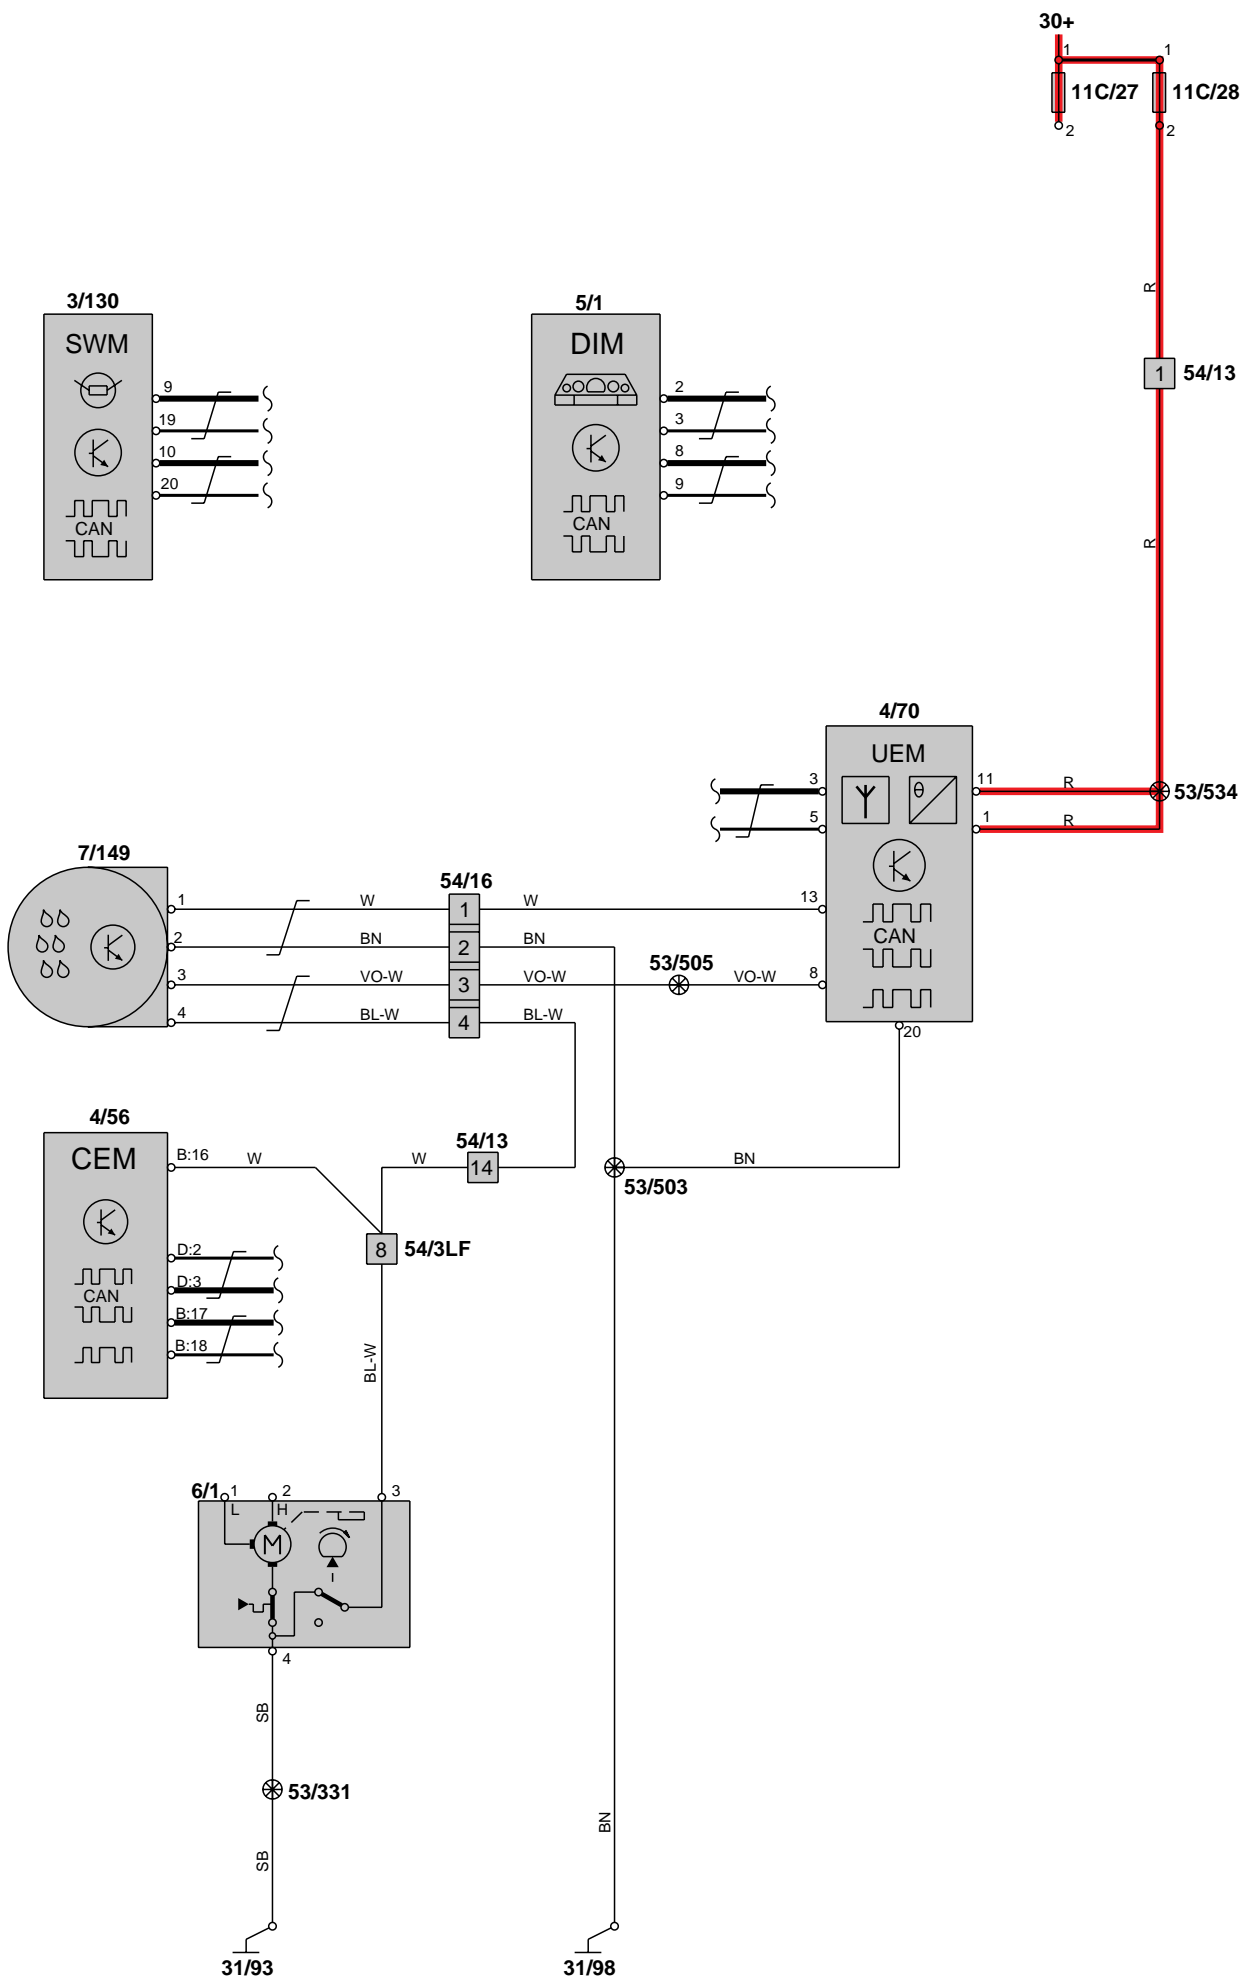 30+
1
1
11C/27
11C/28
2
2
R
3/130
SWM
9
19
10
20
CAN
5/1
DIM
2
3
8
9
CAN
1
54/13
R
4/70
UEM
3
5
θ
11
R
53/534
1
R
13
CAN
8
20
7/149
1
W
2
BN
3
VO-W
4
BL-W
54/16
1
W
2
BN
3
VO-W
4
BL-W
53/505
VO-W
4/56
CEM
B:16
W
D:2
D:3
CAN
B:17
B:18
54/13
W
14
BN
53/503
8
54/3LF
BL-W
6/1
1
2
3
L
H
M
I
4
SB
53/331
SB
BN
31/93
31/98